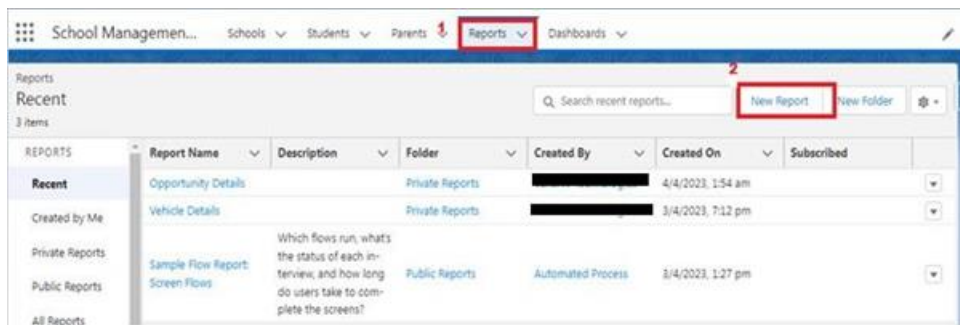 School Managemen... Schools Students Parents 1 Reports Dashboards
Reports
Recent
3 items
2
Search recent reports...
New Report
New Folder
REPORTS
Recent
Created by Me
Private Reports
Public Reports
All Reports
Report Name Description Folder Created By Created On Subscribed
Opportunity Details Private Reports 4/4/2023, 1:54 am
Vehicle Details Private Reports 3/4/2023, 7:12 pm
Which flows run, what's
the status of each in-
terview, and how long
do users take to com-
plete the screens?
Sample Flow Report:
Screen Flows
Public Reports Automated Process 3/4/2023, 1:27 pm